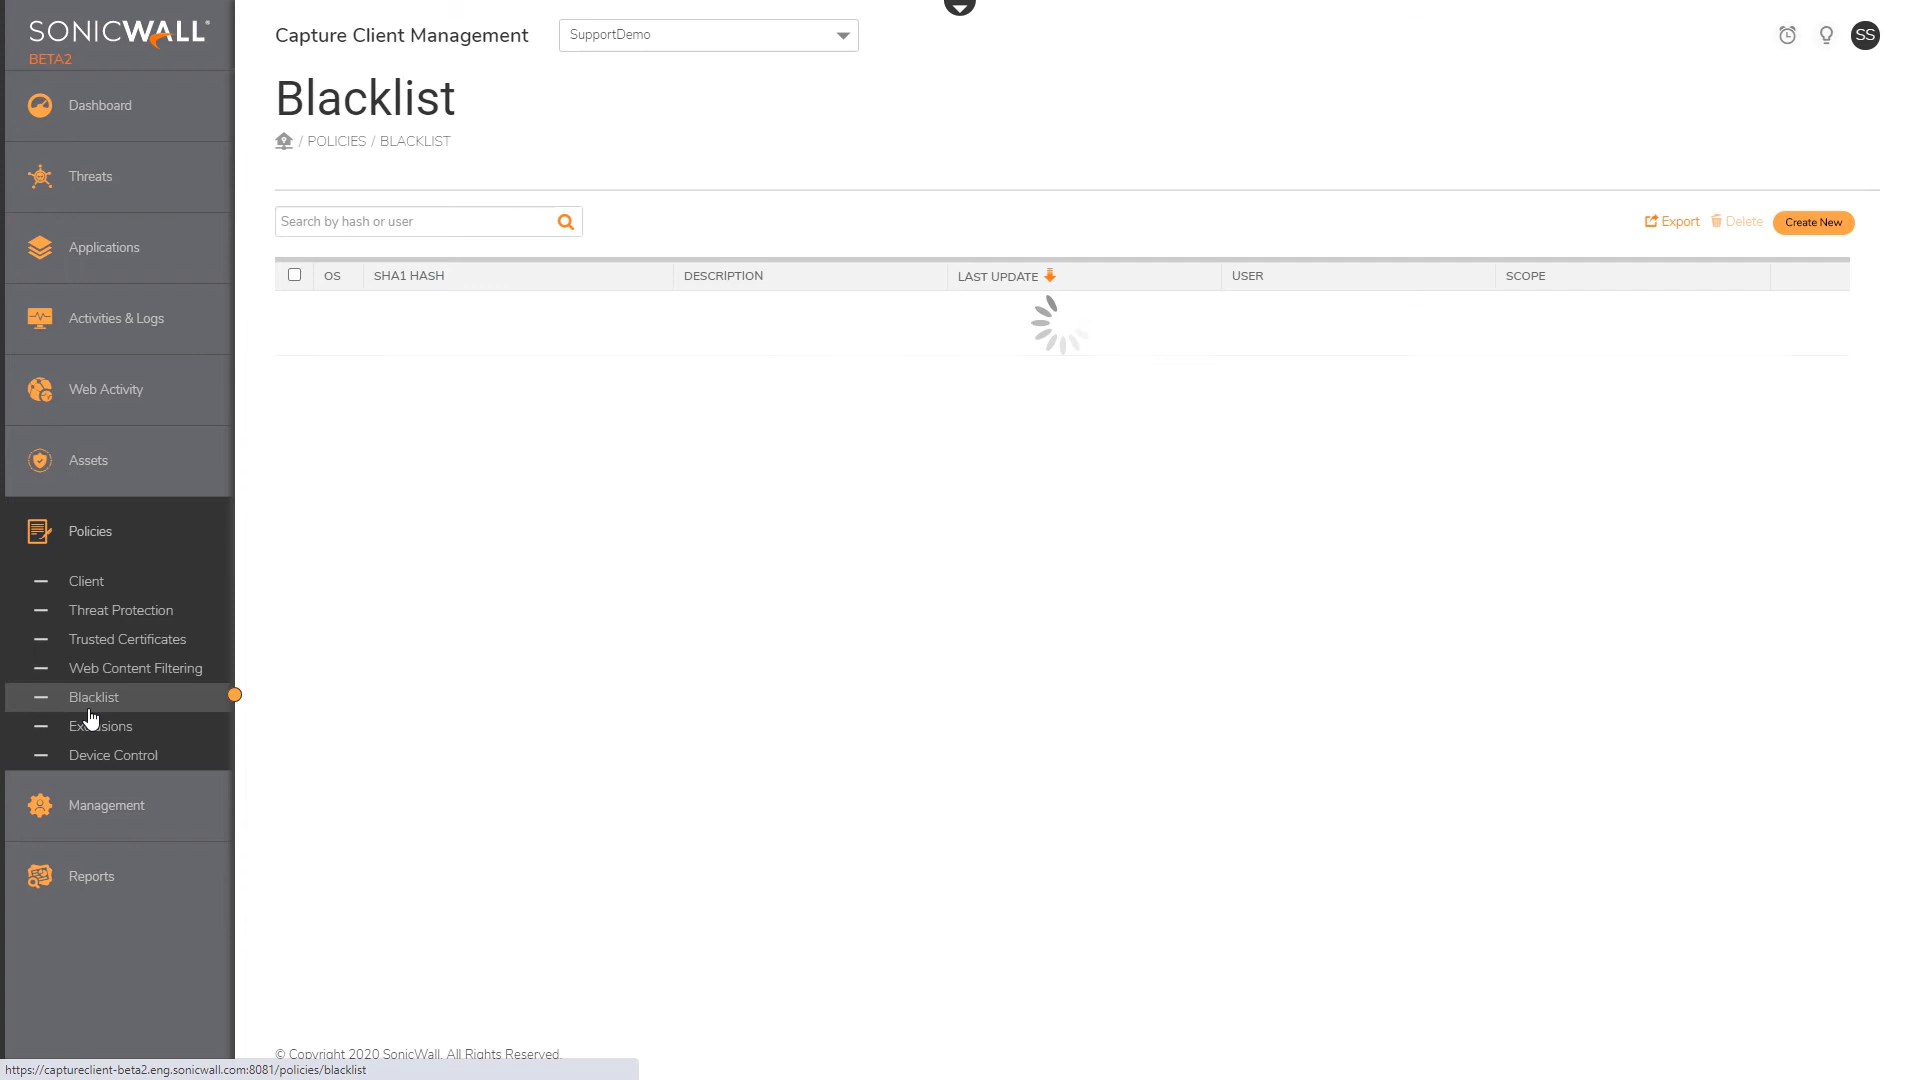 SONICWALL
BETA2
Capture Client Management
SupportDemo
SS
Blacklist
/ POLICIES / BLACKLIST
Search by hash or user
Export
Delete
Create New
OS
SHA1 HASH
DESCRIPTION
LAST UPDATE
USER
SCOPE
Dashboard
Threats
Applications
Activities & Logs
Web Activity
Assets
Policies
Client
Threat Protection
Trusted Certificates
Web Content Filtering
Blacklist
Exclusions
Device Control
Management
Reports
© Copyright 2020 SonicWall. All Rights Reserved.
https://captureclient-beta2.eng.sonicwall.com:8081/policies/blacklist